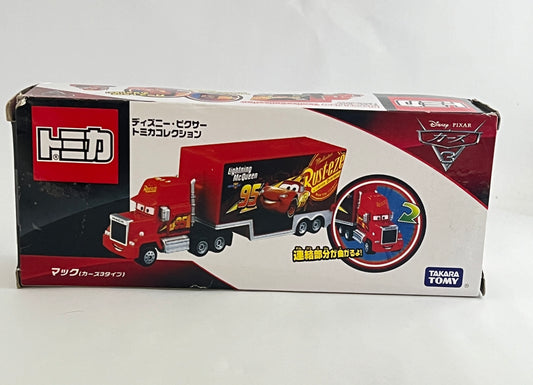 トミカ
ディズニー・ピクサー
トミカコレクション
Disney · PIXAR
カーズ
3
Lightning
McQueen
95
Rust-eze
連結部分が曲がるよ!
マック(カーズ3タイプ)
TAKARA
TOMY